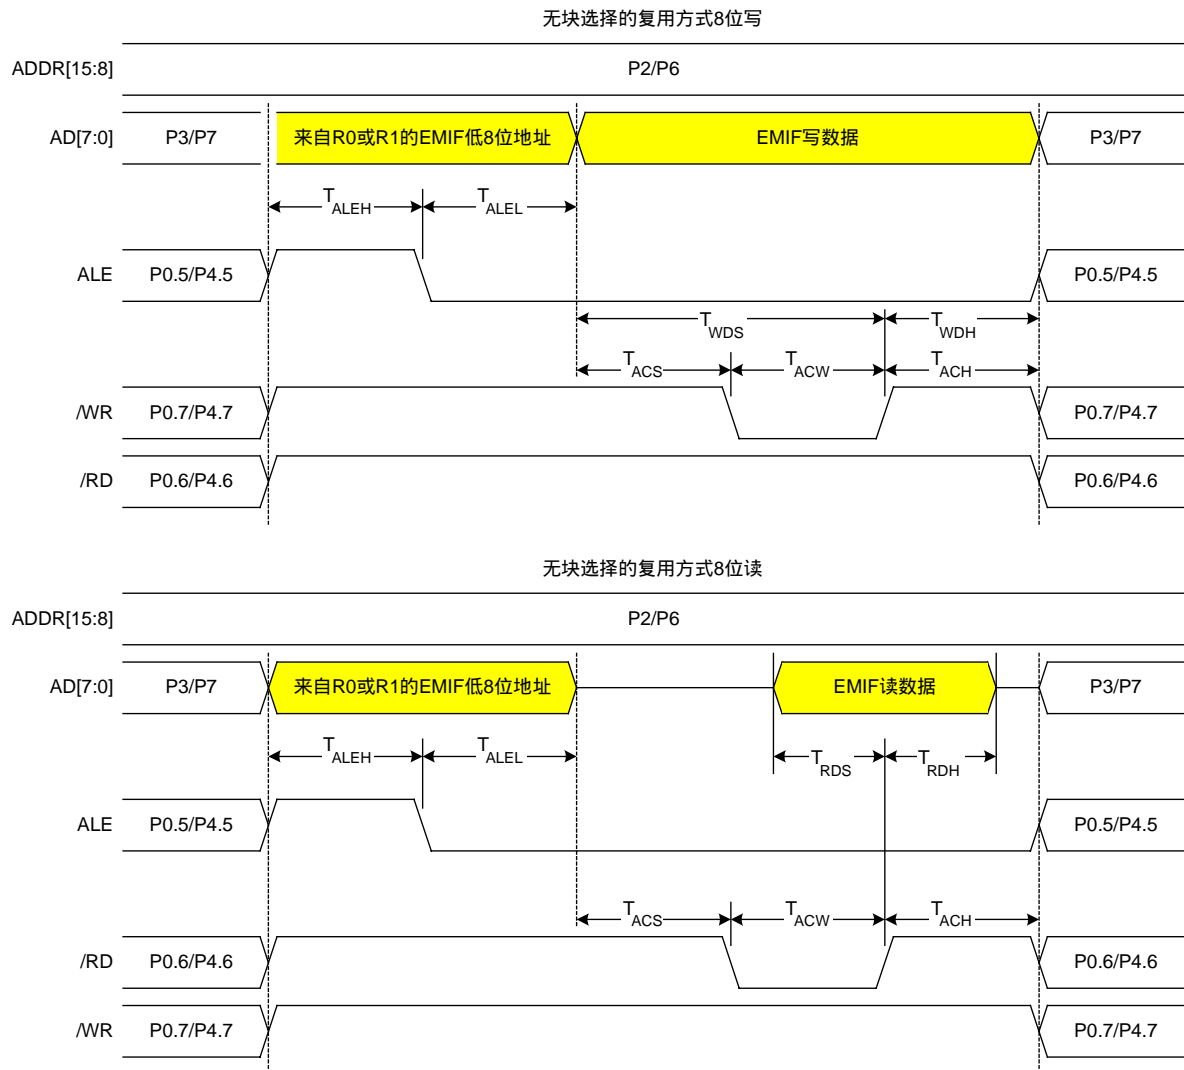 无块选择的复用方式8位写
ADDR[15:8] P2/P6
AD[7:0] P3/P7 来自R0或R1的EMIF低8位地址 EMIF写数据 P3/P7
TALEH TALEL
ALE P0.5/P4.5 P0.5/P4.5
TWDS TWDH
TACS TACW TACH
/WR P0.7/P4.7 P0.7/P4.7
/RD P0.6/P4.6 P0.6/P4.6
无块选择的复用方式8位读
ADDR[15:8] P2/P6
AD[7:0] P3/P7 来自R0或R1的EMIF低8位地址 EMIF读数据 P3/P7
TALEH TALEL TRDS TRDH
ALE P0.5/P4.5 P0.5/P4.5
TACS TACW TACH
/RD P0.6/P4.6 P0.6/P4.6
/WR P0.7/P4.7 P0.7/P4.7